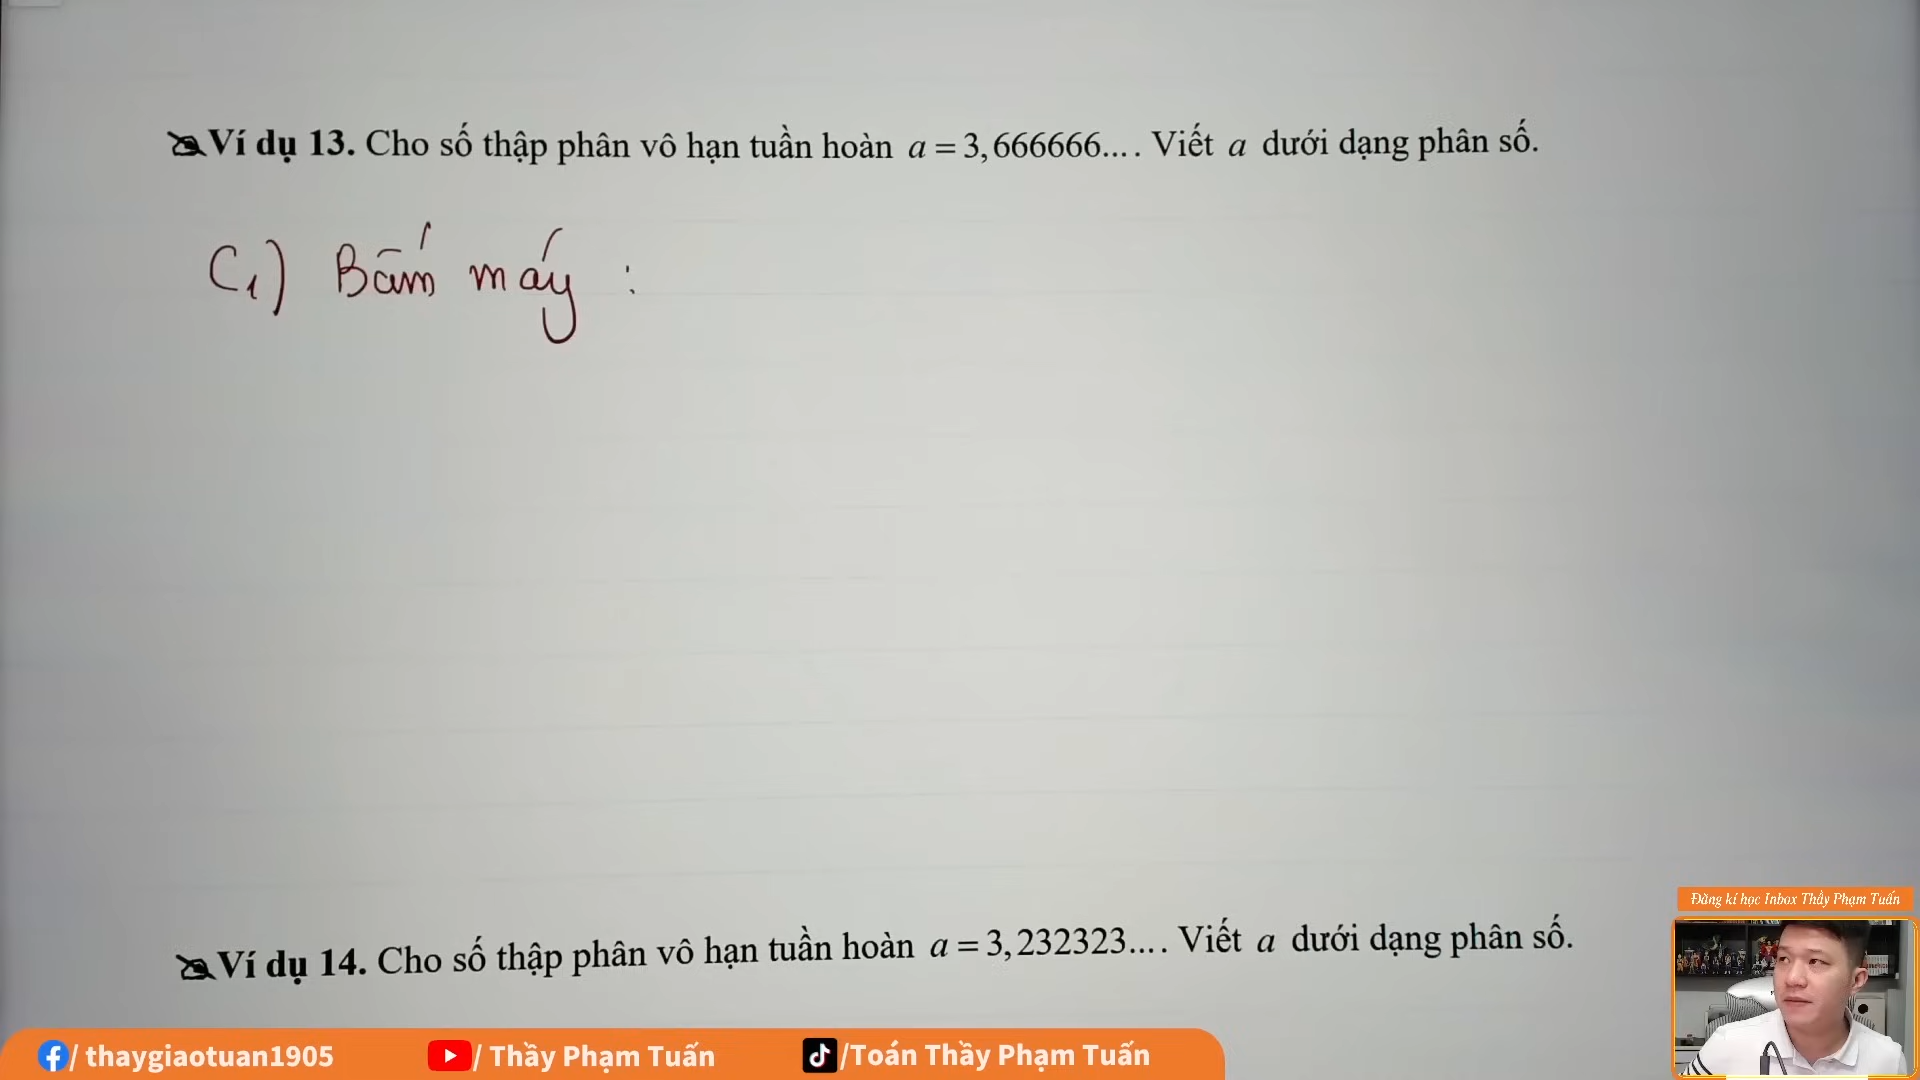 Ví dụ 13. Cho số thập phân vô hạn tuần hoàn a = 3,666666.... Viết a dưới dạng phân số.
C₁) Bấm máy :
Ví dụ 14. Cho số thập phân vô hạn tuần hoàn a = 3,232323.... Viết a dưới dạng phân số.
Đăng kí học Inbox Thầy Phạm Tuấn
/ thaygiaotuan1905
/ Thầy Phạm Tuấn
/Toán Thầy Phạm Tuấn